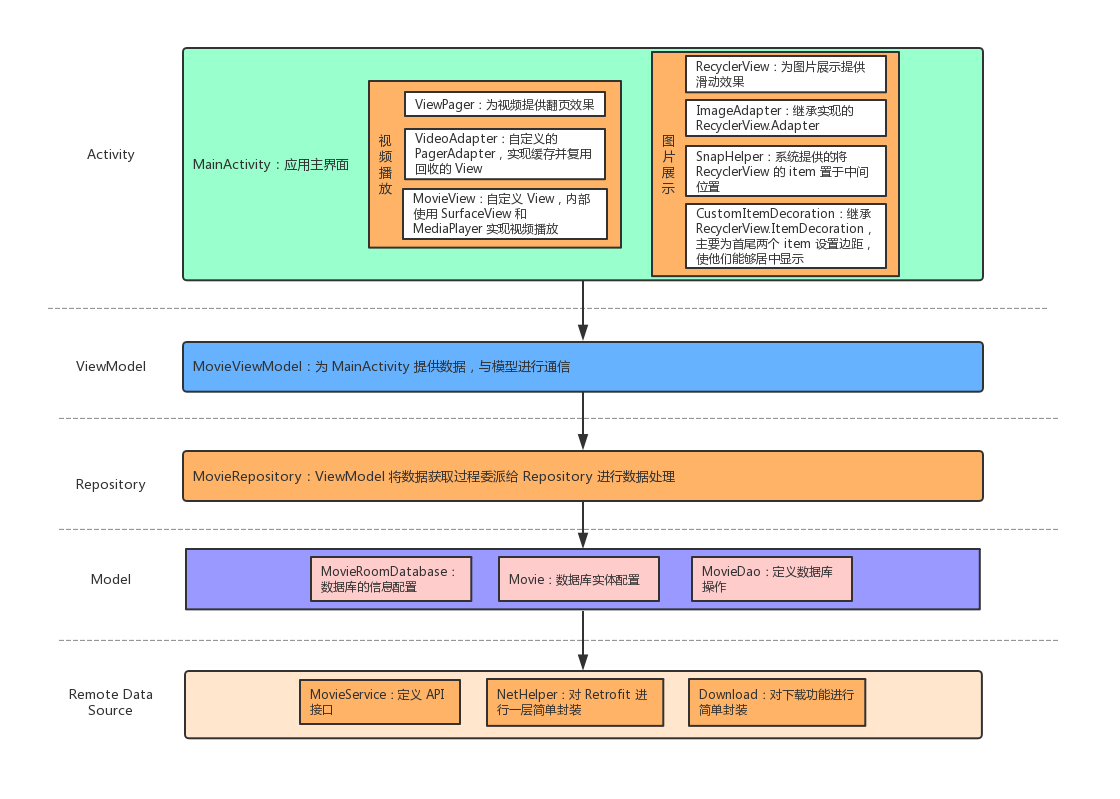 Activity
MainActivity：应用主界面
视
频
播
放
ViewPager：为视频提供翻页效果
VideoAdapter：自定义的
PagerAdapter，实现缓存并复用
回收的 View
MovieView：自定义 View，内部
使用 SurfaceView 和
MediaPlayer 实现视频播放
图
片
展
示
RecyclerView：为图片展示提供
滑动效果
ImageAdapter：继承实现的
RecyclerView.Adapter
SnapHelper：系统提供的将
RecyclerView 的 item 置于中间
位置
CustomItemDecoration：继承
RecyclerView.ItemDecoration，
主要为首尾两个 item 设置边距，
使他们能够居中显示
ViewModel
MovieViewModel：为 MainActivity 提供数据，与模型进行通信
Repository
MovieRepository：ViewModel 将数据获取过程委派给 Repository 进行数据处理
Model
MovieRoomDatabase：
数据库的信息配置
Movie：数据库实体配置
MovieDao：定义数据库
操作
Remote Data
Source
MovieService：定义 API
接口
NetHelper：对 Retrofit 进
行一层简单封装
Download：对下载功能进行
简单封装